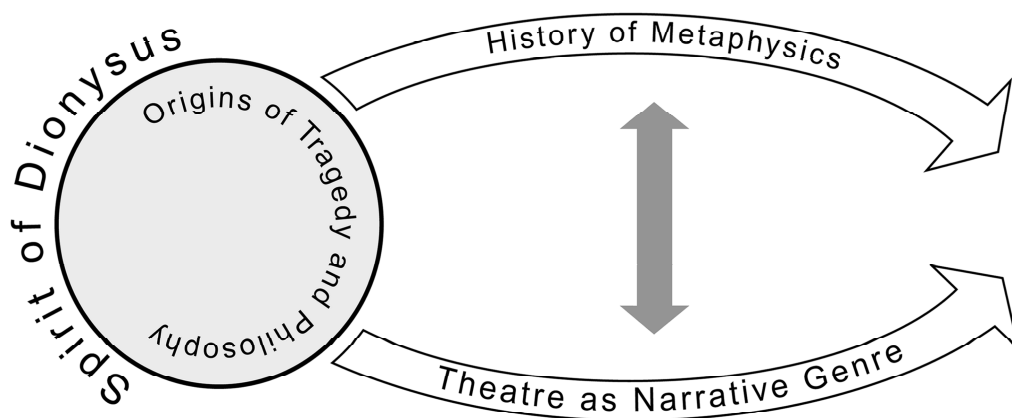 Spirit of Dionysus
Origins of Tragedy and Philosophy
History of Metaphysics
Theatre as Narrative Genre